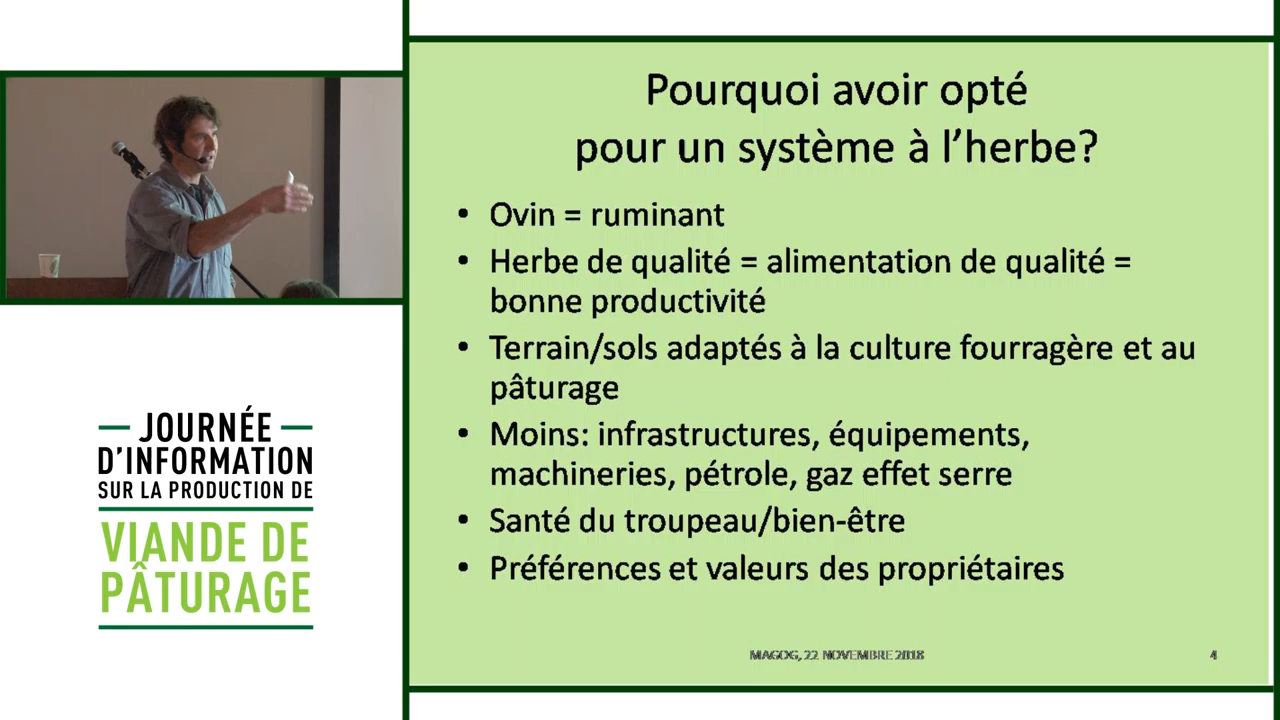 Pourquoi avoir opté
pour un système à l'herbe?
• Ovin = ruminant
• Herbe de qualité = alimentation de qualité =
bonne productivité
• Terrain/sols adaptés à la culture fourragère et au
pâturage
• Moins: infrastructures, équipements,
machineries, pétrole, gaz effet serre
• Santé du troupeau/bien-être
• Préférences et valeurs des propriétaires
MAGOG, 22 NOVEMBRE 2018
4
JOURNÉE
D'INFORMATION
SUR LA PRODUCTION DE
VIANDE DE
PÂTURAGE